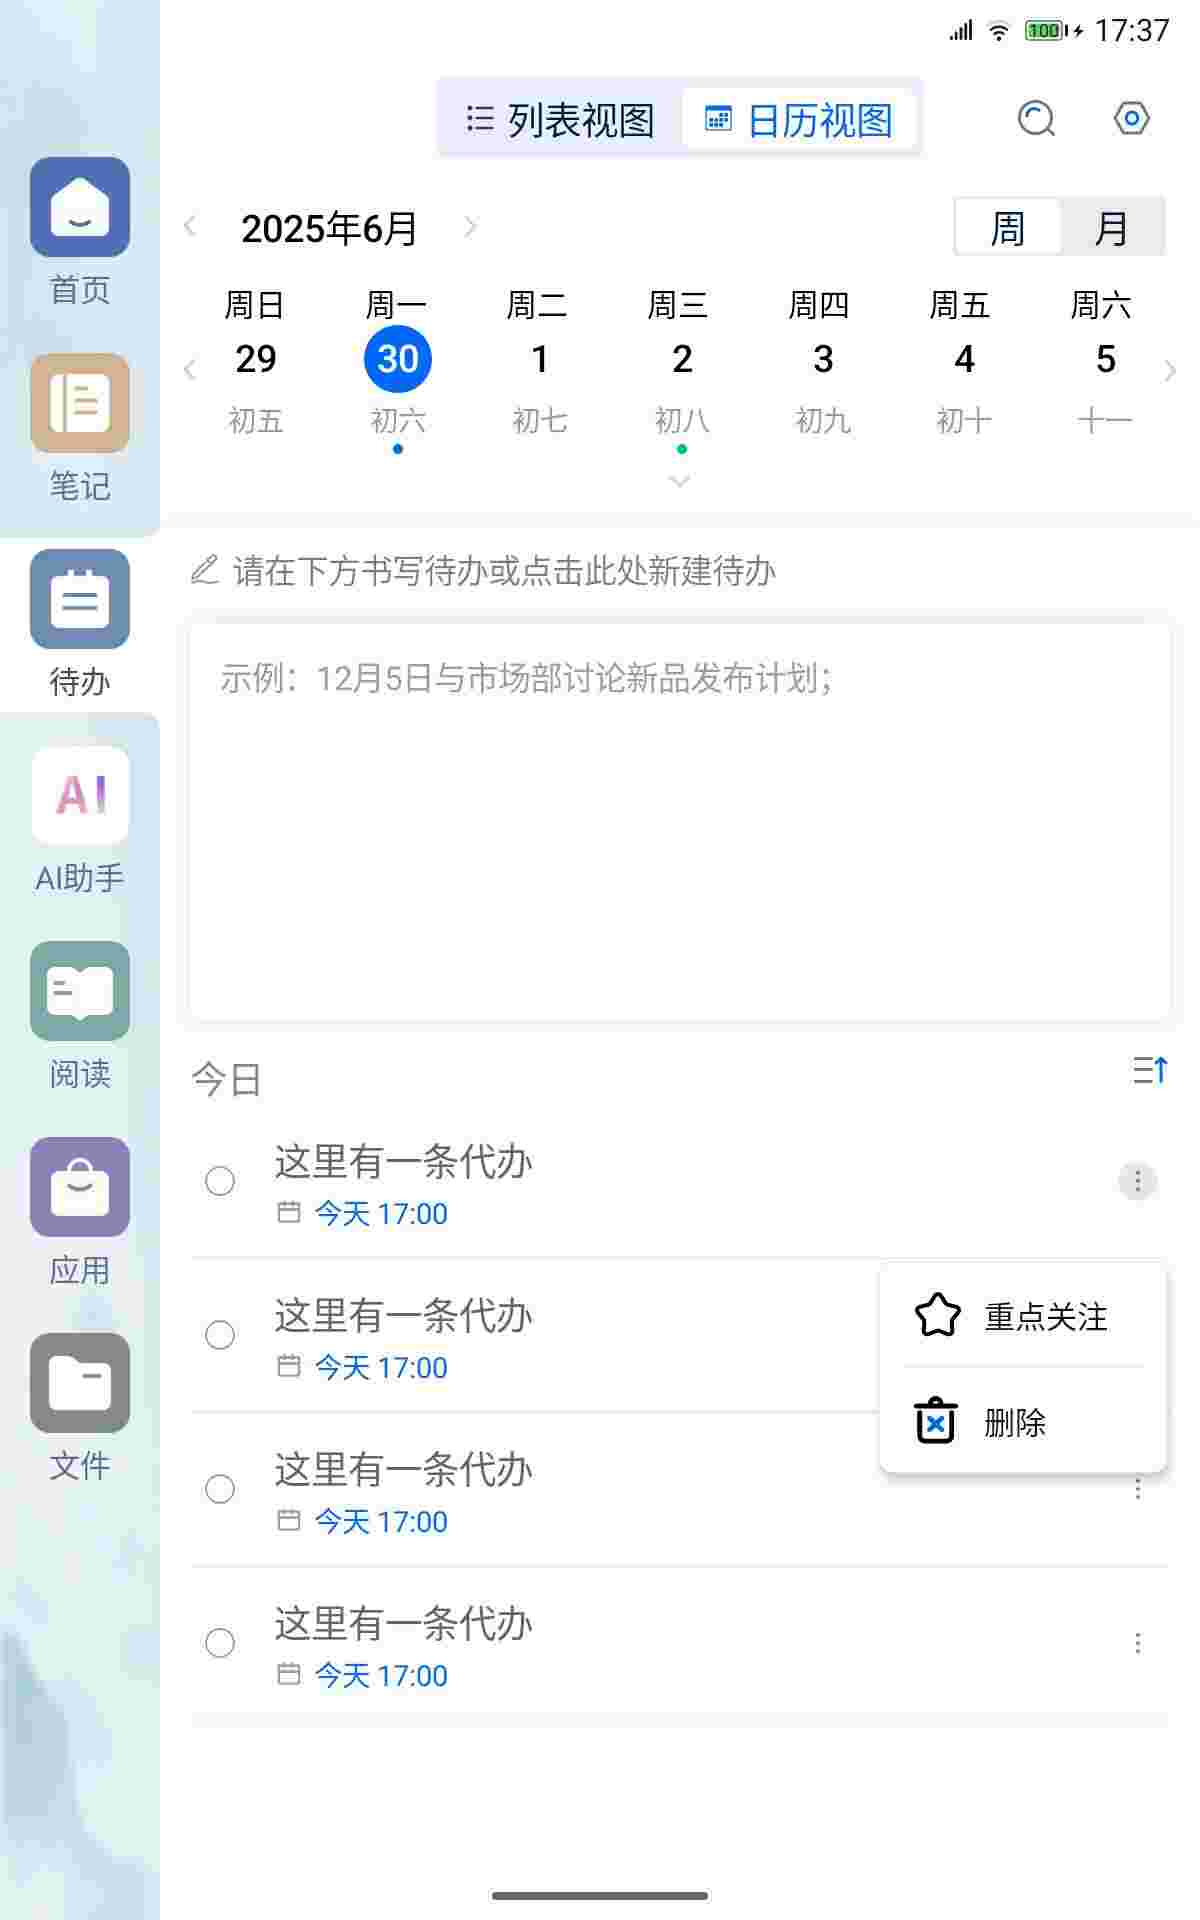 100 17:37
列表视图 日历视图
2025年6月 周 月
周日 周一 周二 周三 周四 周五 周六
29 30 1 2 3 4 5
初五 初六 初七 初八 初九 初十 十一
首页
笔记
待办
AI
AI助手
阅读
应用
文件
请在下方书写待办或点击此处新建待办
示例：12月5日与市场部讨论新品发布计划；
今日
这里有一条代办
今天 17:00
这里有一条代办
今天 17:00
这里有一条代办
今天 17:00
这里有一条代办
今天 17:00
重点关注
删除